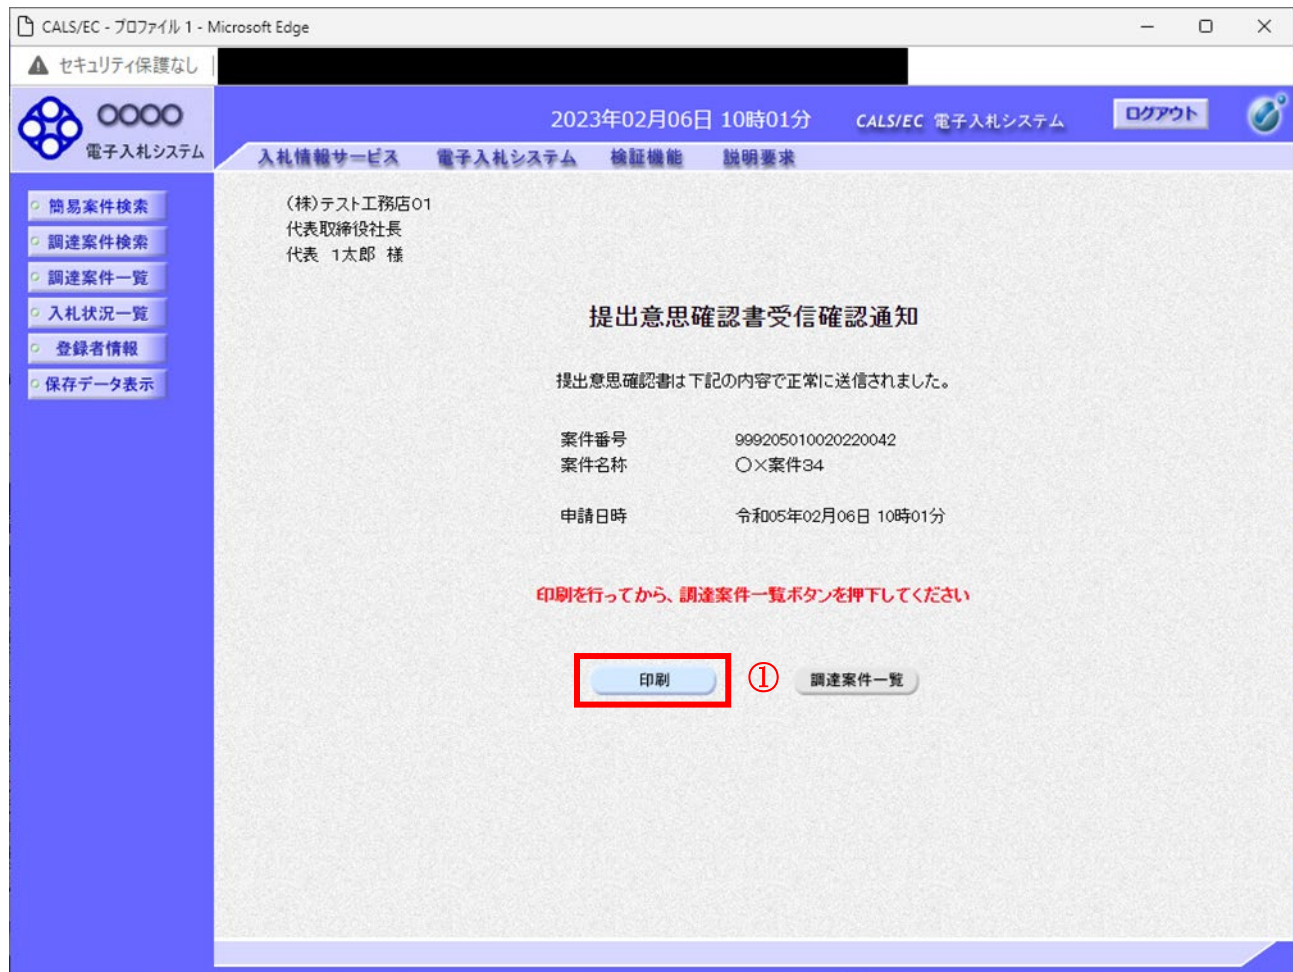 CALS/EC - プロファイル 1 - Microsoft Edge
セキュリティ保護なし
〇〇〇〇
電子入札システム
2023年02月06日 10時01分
CALS/EC 電子入札システム
ログアウト
入札情報サービス 電子入札システム 検証機能 説明要求
簡易案件検索
調達案件検索
調達案件一覧
入札状況一覧
登録者情報
保存データ表示
(株)テスト工務店01
代表取締役社長
代表 1太郎 様
提出意思確認書受信確認通知
提出意思確認書は下記の内容で正常に送信されました。
案件番号 999205010020220042
案件名称 〇×案件34
申請日時 令和05年02月06日 10時01分
印刷を行ってから、調達案件一覧ボタンを押下してください
印刷 ① 調達案件一覧